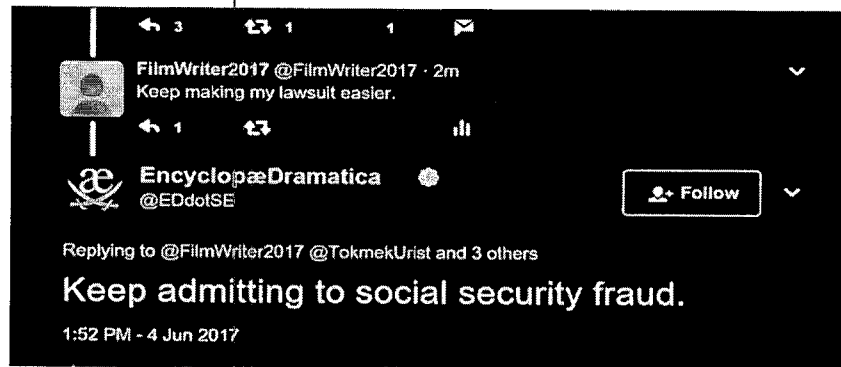 3 1 1
FilmWriter2017 @FilmWriter2017 · 2m
Keep making my lawsuit easier.
1
æ
EncyclopæDramatica
@EDdotSE
Follow
Replying to @FilmWriter2017 @TokmekUrist and 3 others
Keep admitting to social security fraud.
1:52 PM - 4 Jun 2017